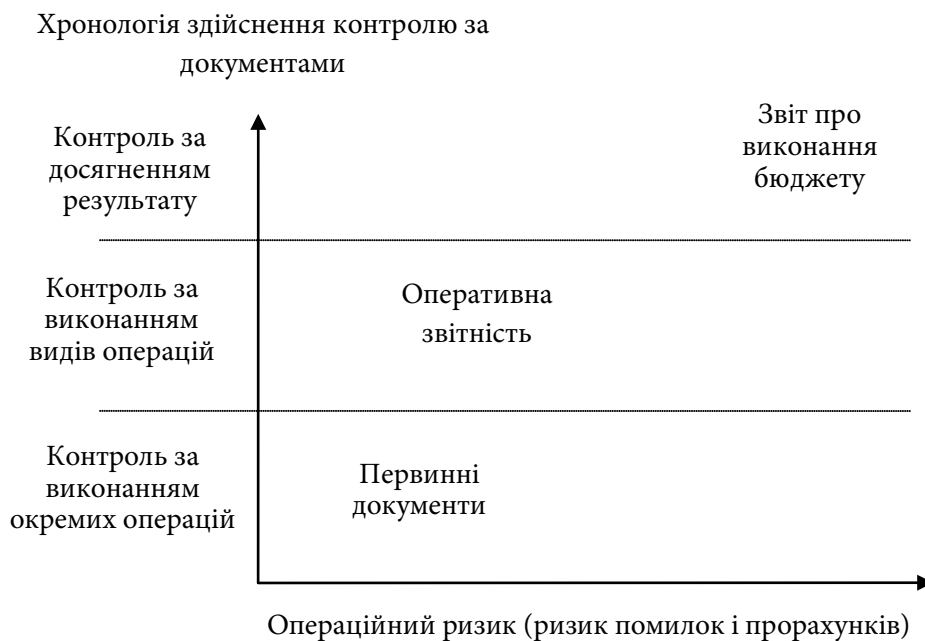 Хронологія здійснення контролю за
документами
Контроль за
досягненням
результату
Звіт про
виконання
бюджету
Контроль за
виконанням
видів операцій
Оперативна
звітність
Контроль за
виконанням
окремих операцій
Первинні
документи
Операційний ризик (ризик помилок і прорахунків)